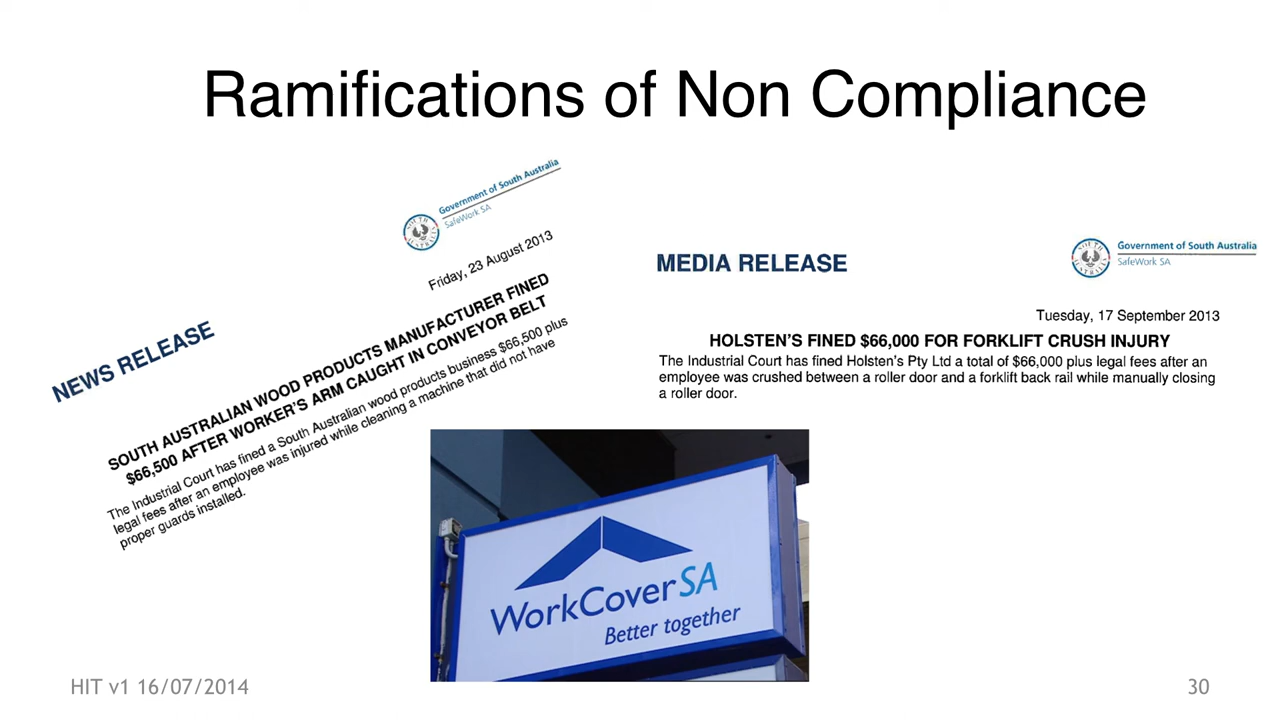 Ramifications of Non Compliance
Government of South Australia
SafeWork SA
Friday, 23 August 2013
NEWS RELEASE
SOUTH AUSTRALIAN WOOD PRODUCTS MANUFACTURER FINED
$66,500 AFTER WORKER'S ARM CAUGHT IN CONVEYOR BELT
The Industrial Court has fined a South Australian wood products business $66,500 plus
legal fees after an employee was injured while cleaning a machine that did not have
proper guards installed.
Government of South Australia
SafeWork SA
MEDIA RELEASE
Tuesday, 17 September 2013
HOLSTEN'S FINED $66,000 FOR FORKLIFT CRUSH INJURY
The Industrial Court has fined Holsten's Pty Ltd a total of $66,000 plus legal fees after an
employee was crushed between a roller door and a forklift back rail while manually closing
a roller door.
WorkCoverSA
Better together
HIT v1 16/07/2014
30